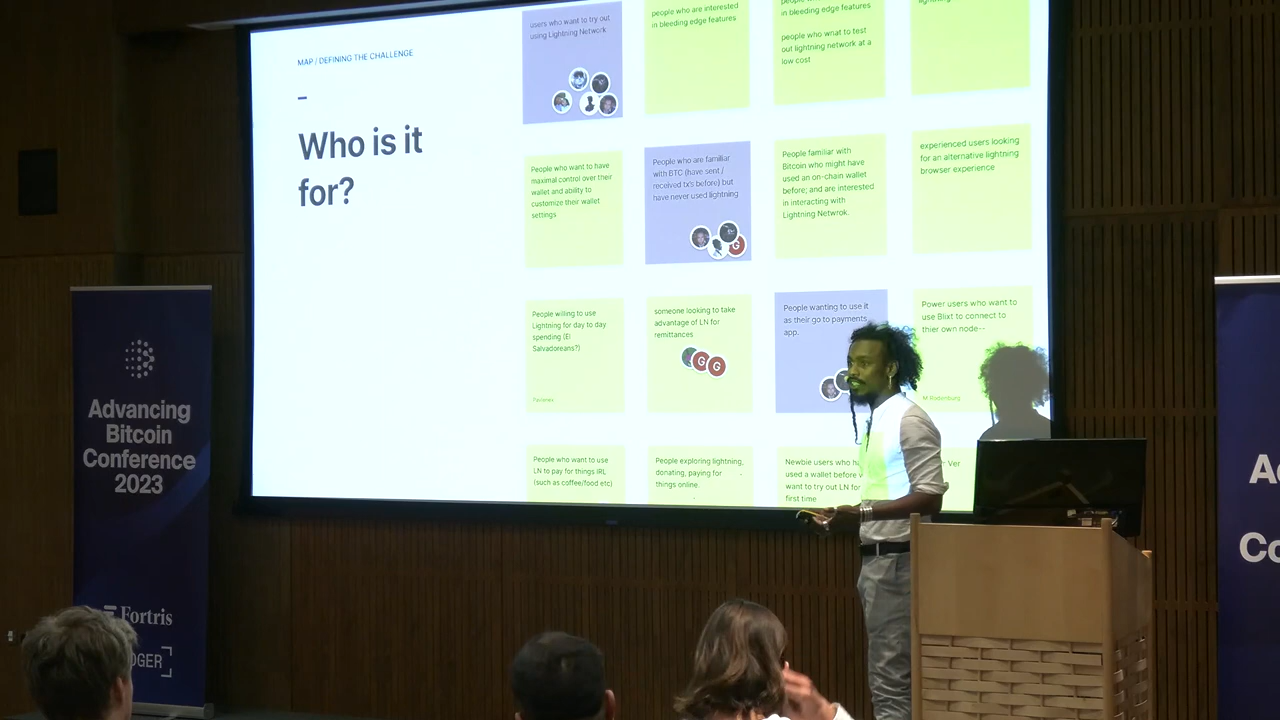 MAP / DEFINING THE CHALLENGE
Who is it
for?
users who want to try out
using Lightning Network
people who are interested
in bleeding edge features
in bleeding edge features
people who what to test
out lightning network at a
low cost
People who want to have
maximal control over their
wallet and ability to
customize their wallet
settings
People who are familiar
with BTC (have sent /
received tx's before) but
have never used lightning
G
People familiar with
Bitcoin who might have
used an on-chain wallet
before; and are interested
in interacting with
Lightning Netwrok.
experienced users looking
for an alternative lightning
browser experience
People willing to use
Lightning for day to day
spending (El
Salvadoreans?)
someone looking to take
advantage of LN for
remittances
G
G
People wanting to use it
as their go to payments
app.
Power users who want to
use Blixt to connect to
thier own node--
M Rodenburg
People who want to use
LN to pay for things IRL
(such as coffee/food etc)
People exploring lightning,
donating, paying for
things online.
Newbie users who
used a wallet before
want to try out LN for
first time
Ver
Advancing
Bitcoin
Conference
2023
Fortris
OGER
A
Co